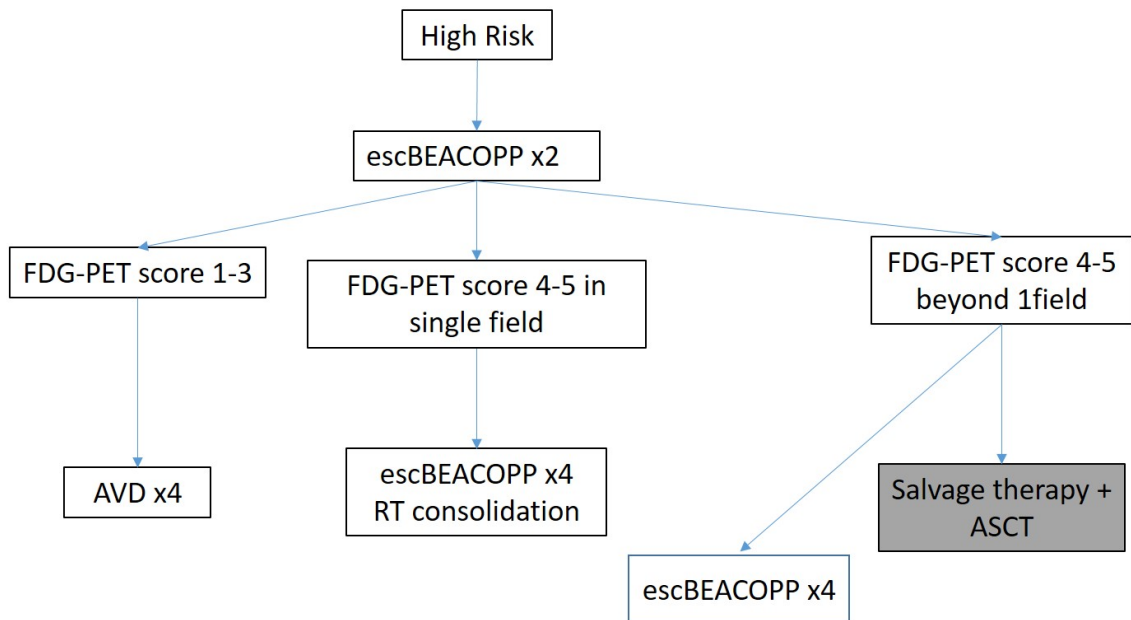 High Risk
escBEACOPP x2
FDG-PET score 1-3
FDG-PET score 4-5 in
single field
FDG-PET score 4-5
beyond 1field
AVD x4
escBEACOPP x4
RT consolidation
Salvage therapy +
ASCT
escBEACOPP x4